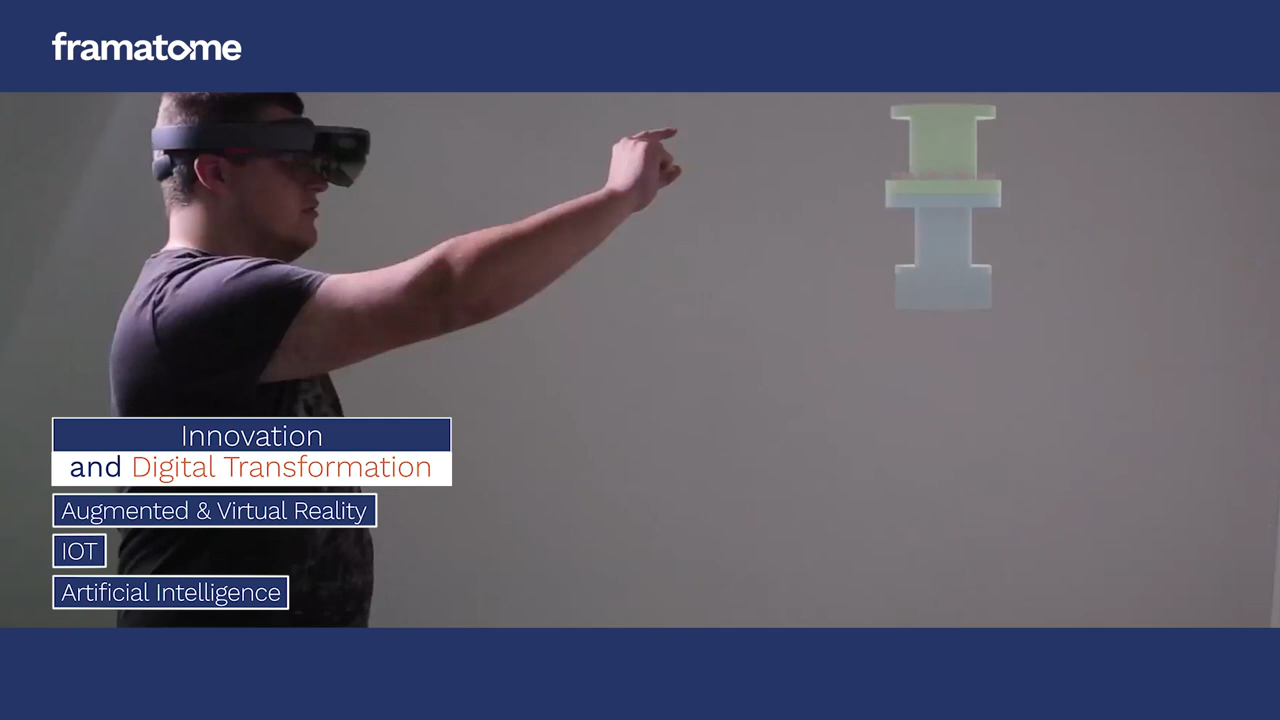 framatome
Innovation
and Digital Transformation
Augmented & Virtual Reality
IOT
Artificial Intelligence